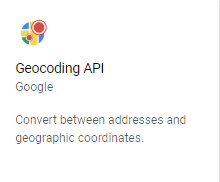 Geocoding API
Google
Convert between addresses and
geographic coordinates.